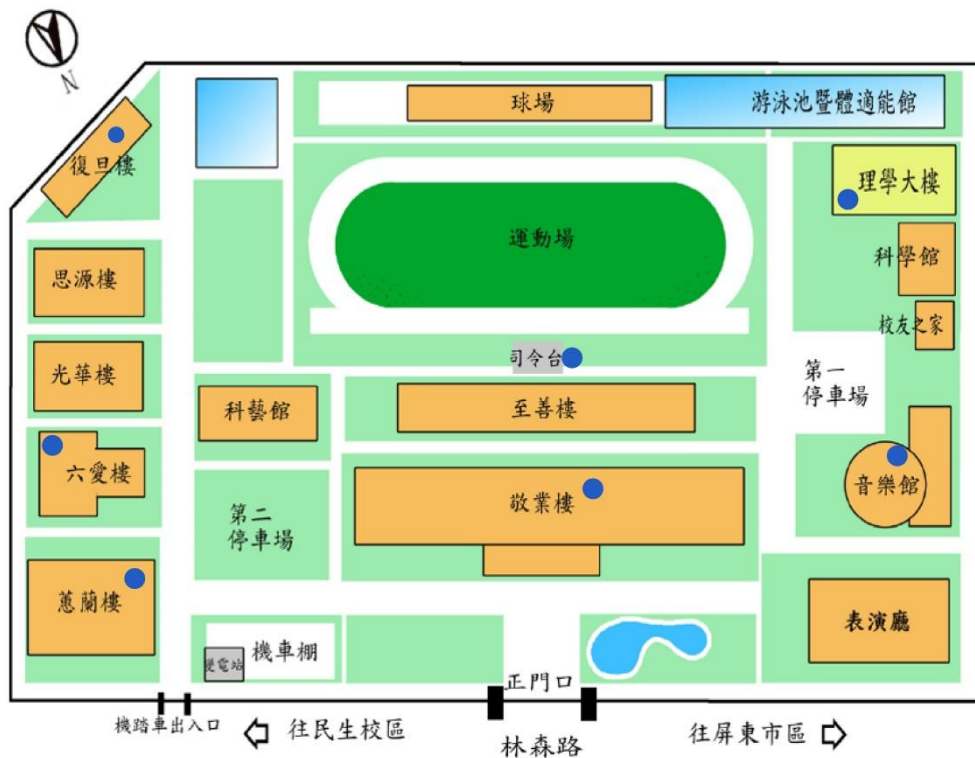 N
球場
游泳池暨體適能館
復旦樓
理學大樓
運動場
科學館
思源樓
校友之家
司令台
光華樓
第一
停車場
科藝館
至善樓
六愛樓
音樂館
敬業樓
第二
停車場
蕙蘭樓
表演廳
變電站
機車棚
正門口
機踏車出入口
往民生校區
林森路
往屏東市區